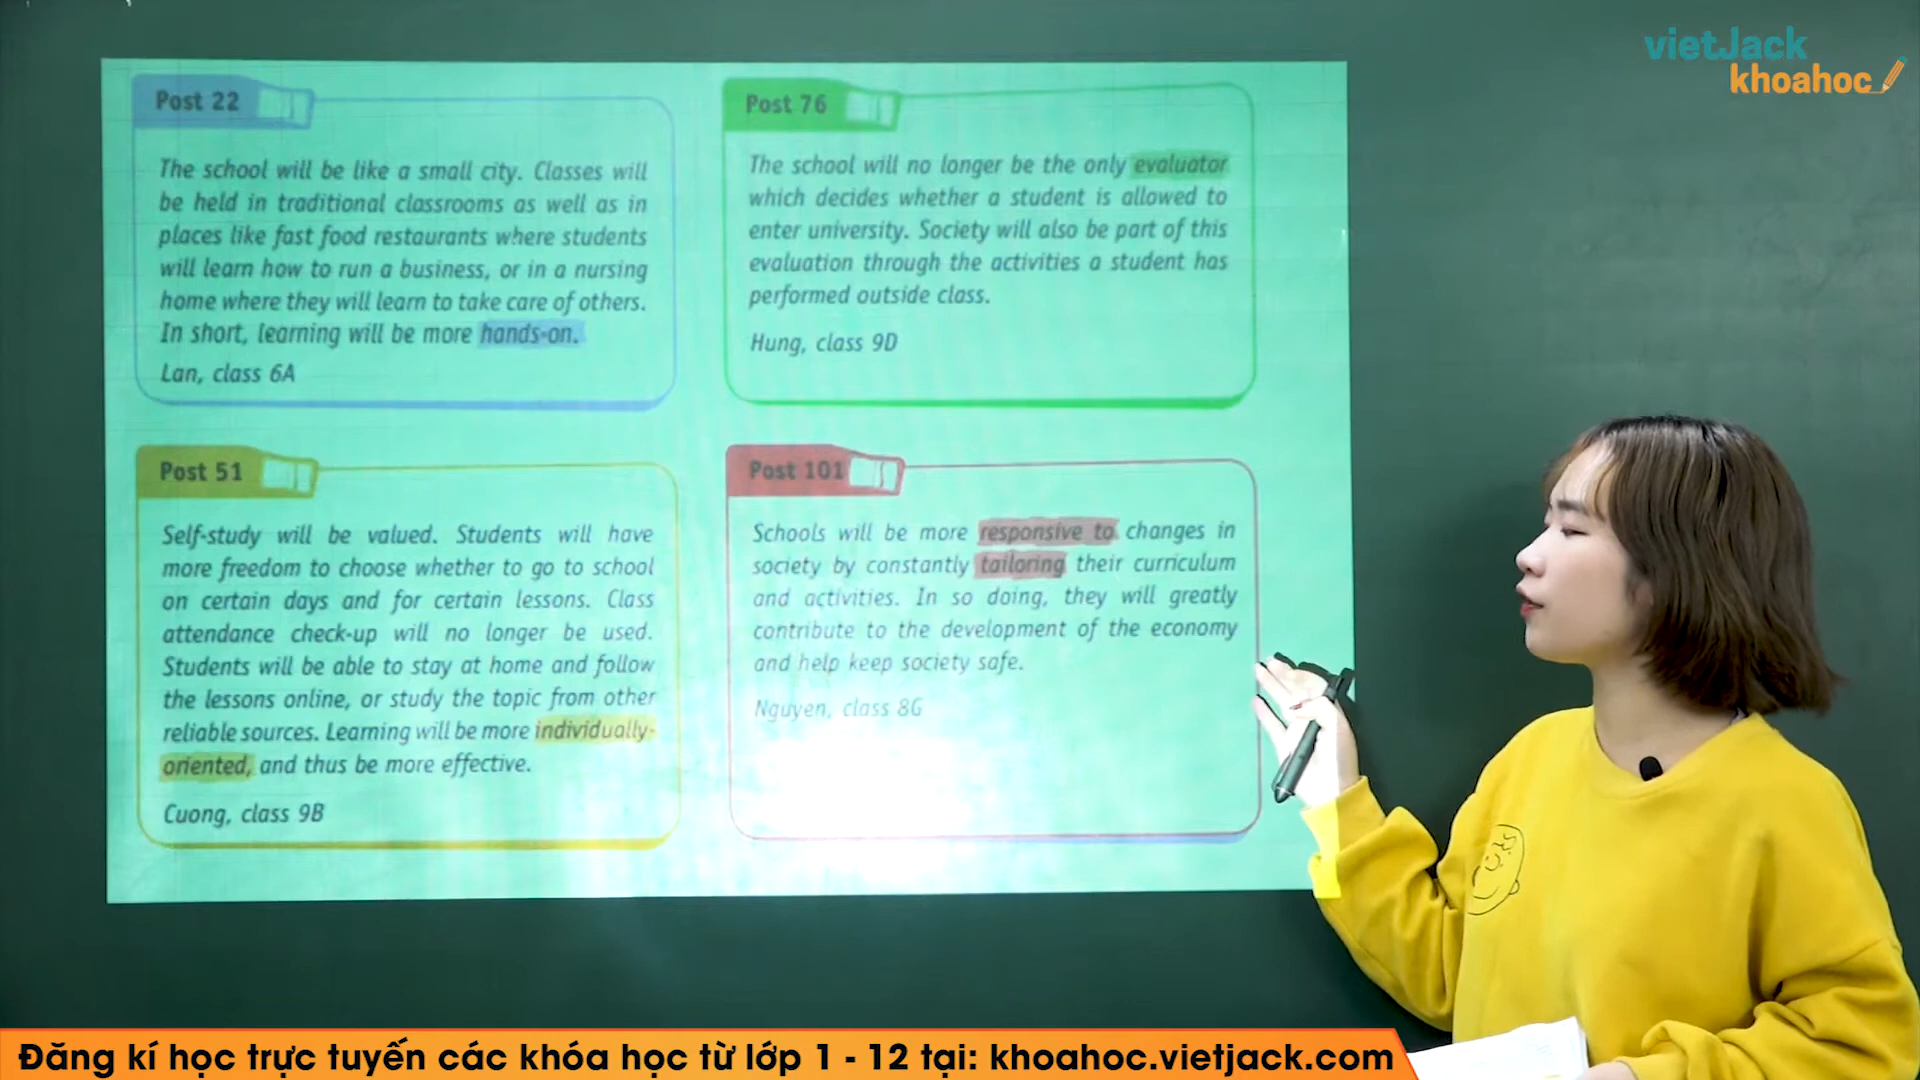 vietJack
khoahoc
Post 22
The school will be like a small city. Classes will
be held in traditional classrooms as well as in
places like fast food restaurants where students
will learn how to run a business, or in a nursing
home where they will learn to take care of others.
In short, learning will be more hands-on.
Lan, class 6A
Post 76
The school will no longer be the only evaluator
which decides whether a student is allowed to
enter university. Society will also be part of this
evaluation through the activities a student has
performed outside class.
Hung, class 9D
Post 51
Self-study will be valued. Students will have
more freedom to choose whether to go to school
on certain days and for certain lessons. Class
attendance check-up will no longer be used.
Students will be able to stay at home and follow
the lessons online, or study the topic from other
reliable sources. Learning will be more individually-
oriented, and thus be more effective.
Cuong, class 9B
Post 101
Schools will be more responsive to changes in
society by constantly tailoring their curriculum
and activities. In so doing, they will greatly
contribute to the development of the economy
and help keep society safe.
Nguyen, class 8G
Đăng kí học trực tuyến các khóa học từ lớp 1 - 12 tại: khoahoc.vietjack.com